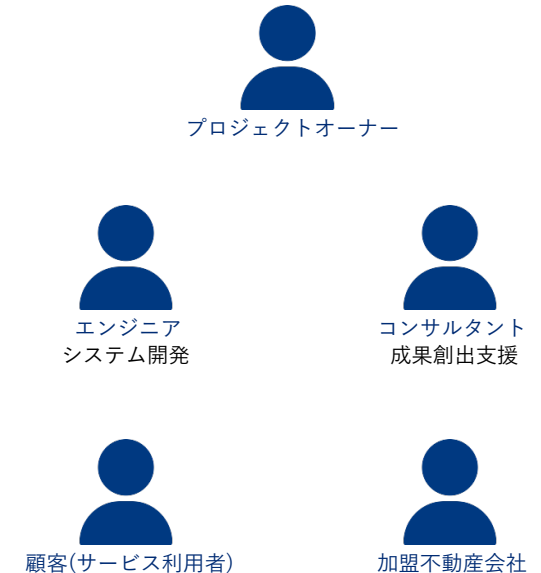 プロジェクトオーナー
エンジニア
システム開発
コンサルタント
成果創出支援
顧客(サービス利用者)
加盟不動産会社